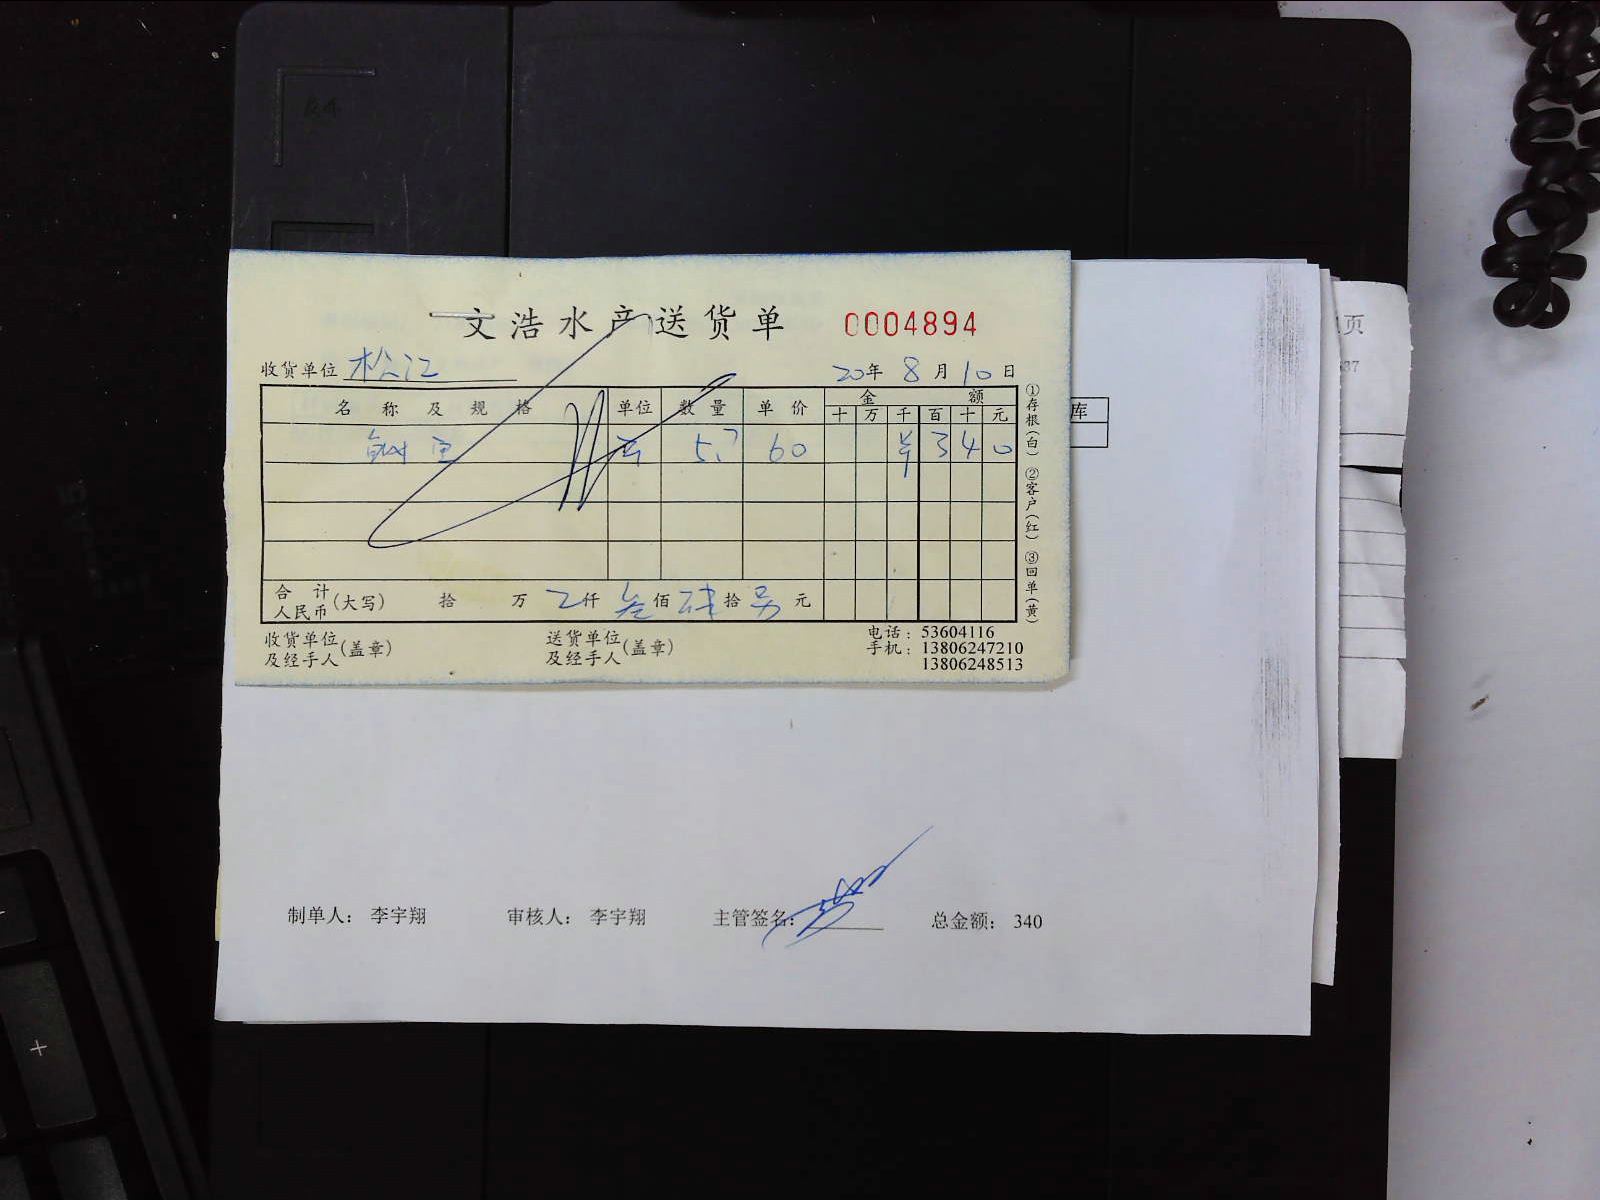 文浩水产送货单 0004894
收货单位 松江 20年 8月 10日
名称及规格 单位 数量 单价 金额
十 万 千 百 十 元
5.7 60 ¥ 3 4 0
合计人民币(大写) 拾 万 仟 叁佰 肆拾 元
收货单位及经手人(盖章) 送货单位及经手人(盖章)
电话：53604116
手机：13806247210
13806248513
①存根(白) ②客户(红) ③回单(黄)
页
37
库
制单人： 李宇翔 审核人： 李宇翔 主管签名： 总金额： 340